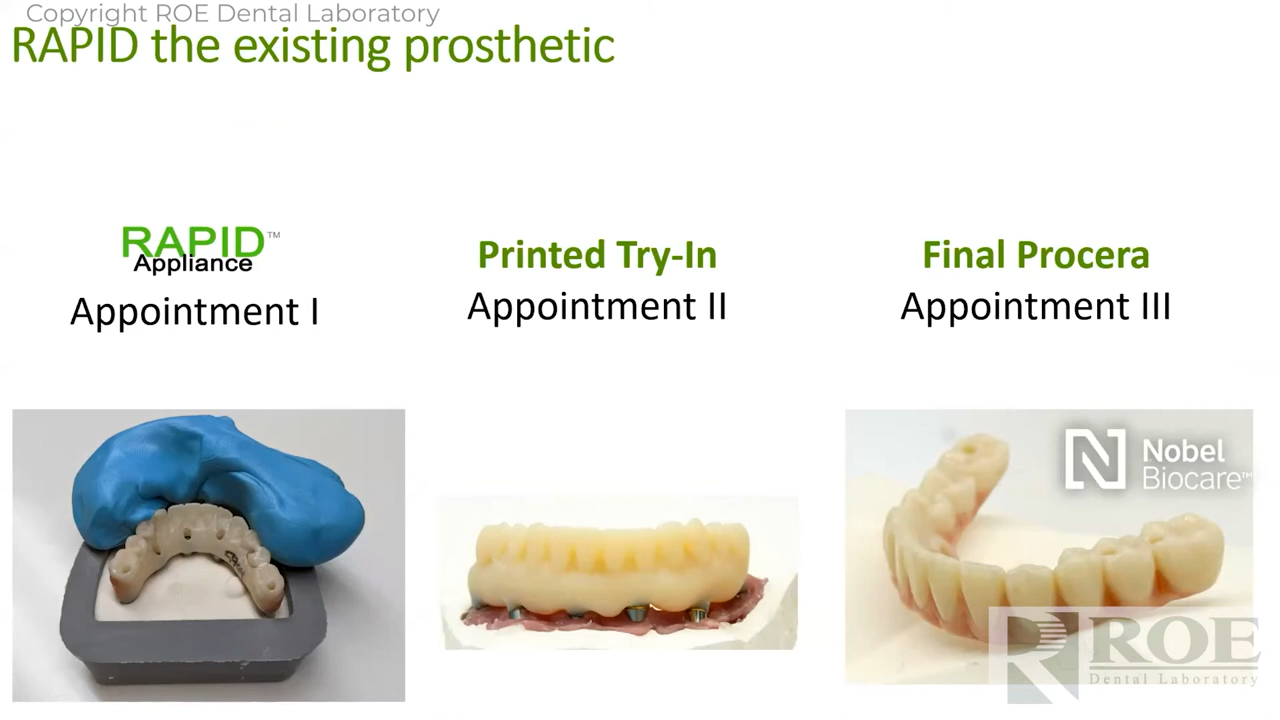 Copyright ROE Dental Laboratory
RAPID the existing prosthetic
RAPID™
Appliance
Appointment I
Printed Try-In
Appointment II
Final Procera
Appointment III
N Nobel
Biocare™
R ROE
Dental Laboratory